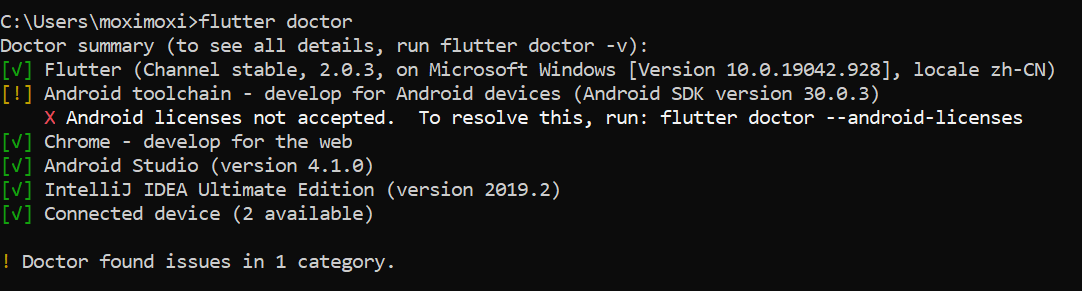 C:\Users\moximoxi>flutter doctor
Doctor summary (to see all details, run flutter doctor -v):
[√] Flutter (Channel stable, 2.0.3, on Microsoft Windows [Version 10.0.19042.928], locale zh-CN)
[!] Android toolchain - develop for Android devices (Android SDK version 30.0.3)
    X Android licenses not accepted.  To resolve this, run: flutter doctor --android-licenses
[√] Chrome - develop for the web
[√] Android Studio (version 4.1.0)
[√] IntelliJ IDEA Ultimate Edition (version 2019.2)
[√] Connected device (2 available)
! Doctor found issues in 1 category.